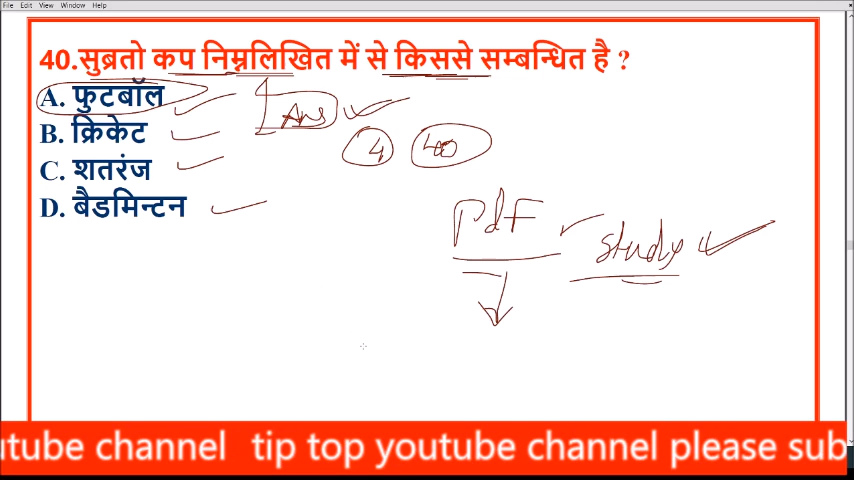 File Edit View Window Help
40.सुब्रतो कप निम्नलिखित में से किससे सम्बन्धित है ?
A. फुटबॉल
Ans
B. क्रिकेट
4 40
C. शतरंज
D. बैडमिन्टन
PdF study
utube channel tip top youtube channel please sub